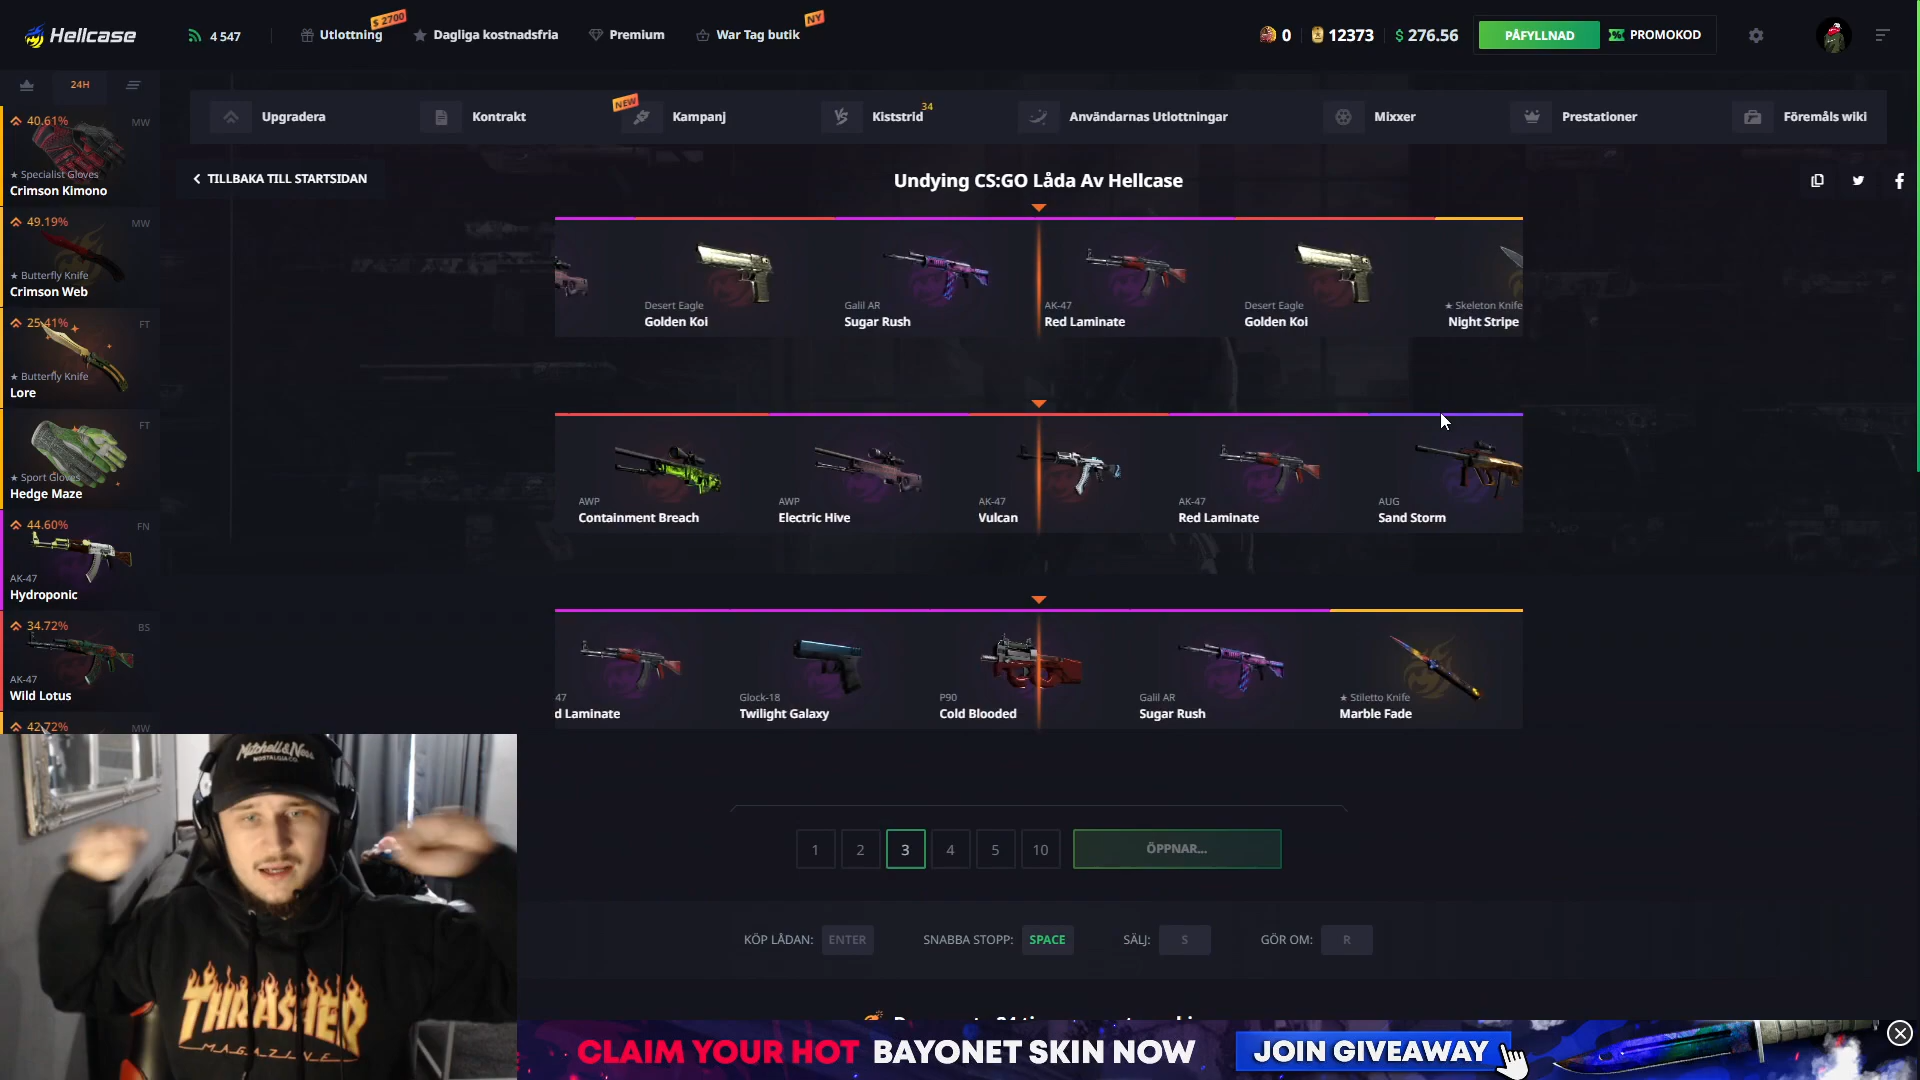 Hellcase
4 547
Utlottning
$ 2700
Dagliga kostnadsfria
Premium
War Tag butik
NY
0
12373
$ 276.56
PÅFYLLNAD
PROMOKOD
24H
Upgradera
Kontrakt
NEW
Kampanj
Kiststrid
34
Användarnas Utlottningar
Mixxer
Prestationer
Föremåls wiki
TILLBAKA TILL STARTSIDAN
Undying CS:GO Låda Av Hellcase
40.61%
MW
★ Specialist Gloves
Crimson Kimono
49.19%
MW
★ Butterfly Knife
Crimson Web
25.41%
FT
★ Butterfly Knife
Lore
FT
★ Sport Gloves
Hedge Maze
44.60%
FN
AK-47
Hydroponic
34.72%
BS
AK-47
Wild Lotus
42.72%
MW
Desert Eagle
Golden Koi
Galil AR
Sugar Rush
AK-47
Red Laminate
Desert Eagle
Golden Koi
★ Skeleton Knife
Night Stripe
AWP
Containment Breach
AWP
Electric Hive
AK-47
Vulcan
AK-47
Red Laminate
AUG
Sand Storm
47
d Laminate
Glock-18
Twilight Galaxy
P90
Cold Blooded
Galil AR
Sugar Rush
★ Stiletto Knife
Marble Fade
1
2
3
4
5
10
ÖPPNAR...
KÖP LÅDAN: ENTER
SNABBA STOPP: SPACE
SÄLJ: S
GÖR OM: R
Mitchell & Ness
NOSTALGIA CO.
THRASHER
MAGAZINE
CLAIM YOUR HOT BAYONET SKIN NOW
JOIN GIVEAWAY